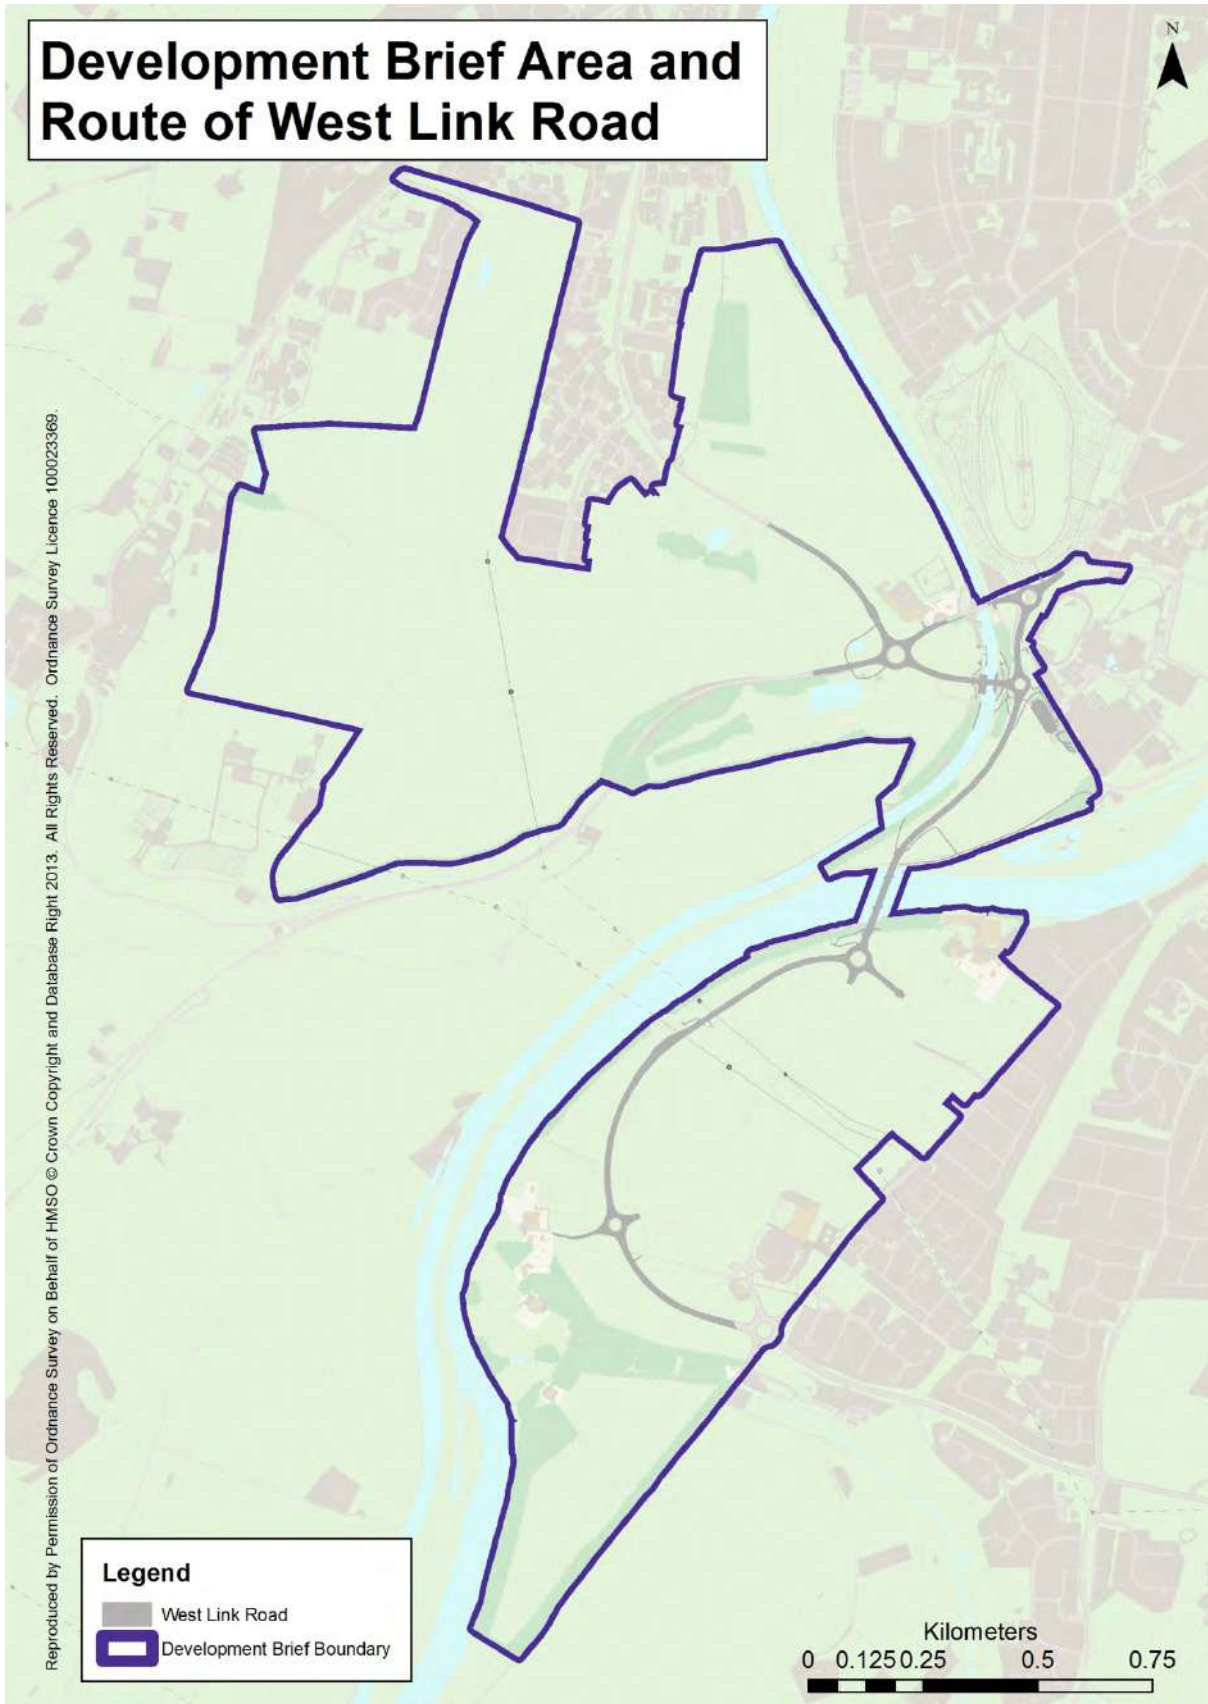 Development Brief Area and
Route of West Link Road
N
Reproduced by Permission of Ordnance Survey on Behalf of HMSO © Crown Copyright and Database Right 2013. All Rights Reserved. Ordnance Survey Licence 100023369.
Legend
West Link Road
Development Brief Boundary
Kilometers
0 0.125 0.25 0.5 0.75